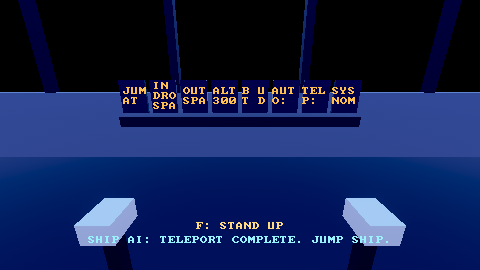 JUM AT
IN DRO SPA
OUT SPA
ALT 300
B U T D
AUT O:
TEL P:
SYS NOM
F: STAND UP
SHIP AI: TELEPORT COMPLETE. JUMP SHIP.